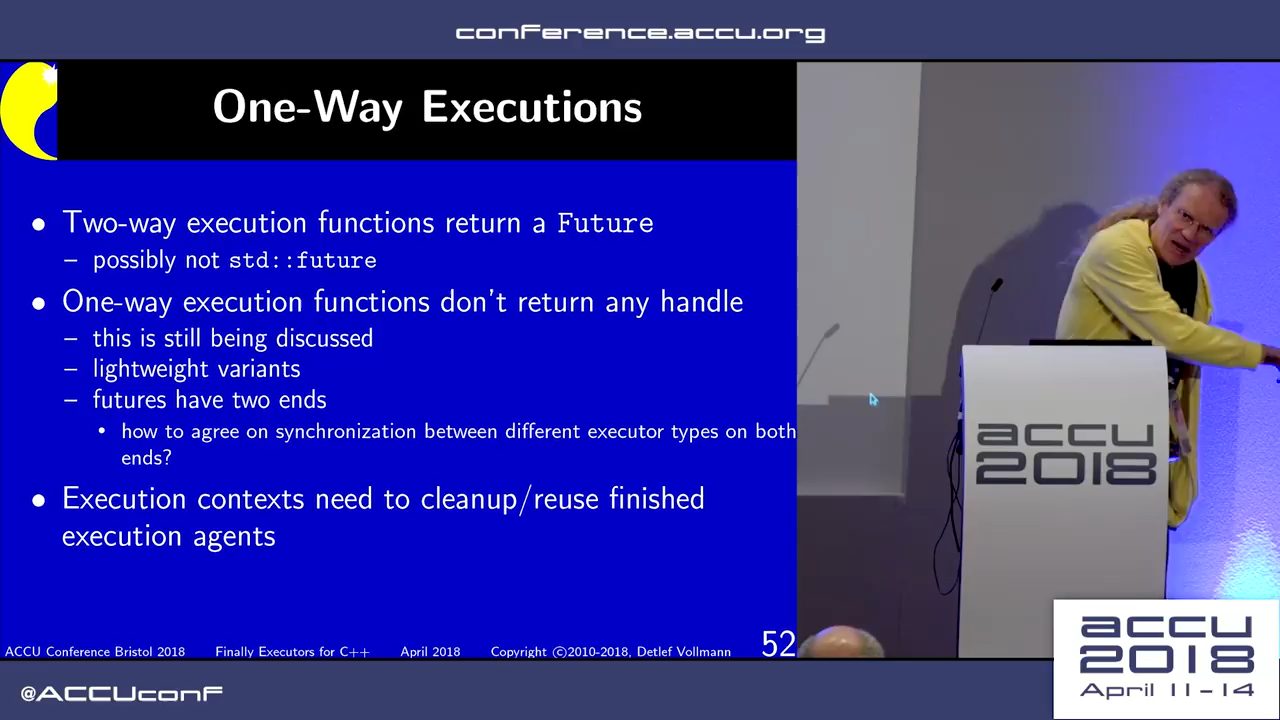 conference.accu.org
One-Way Executions
• Two-way execution functions return a Future
– possibly not std::future
• One-way execution functions don't return any handle
– this is still being discussed
– lightweight variants
– futures have two ends
• how to agree on synchronization between different executor types on both
ends?
• Execution contexts need to cleanup/reuse finished
execution agents
ACCU Conference Bristol 2018 Finally Executors for C++ April 2018 Copyright ©2010-2018, Detlef Vollmann 52
accu
2018
accu
2018
April 11-14
@ACCUconf